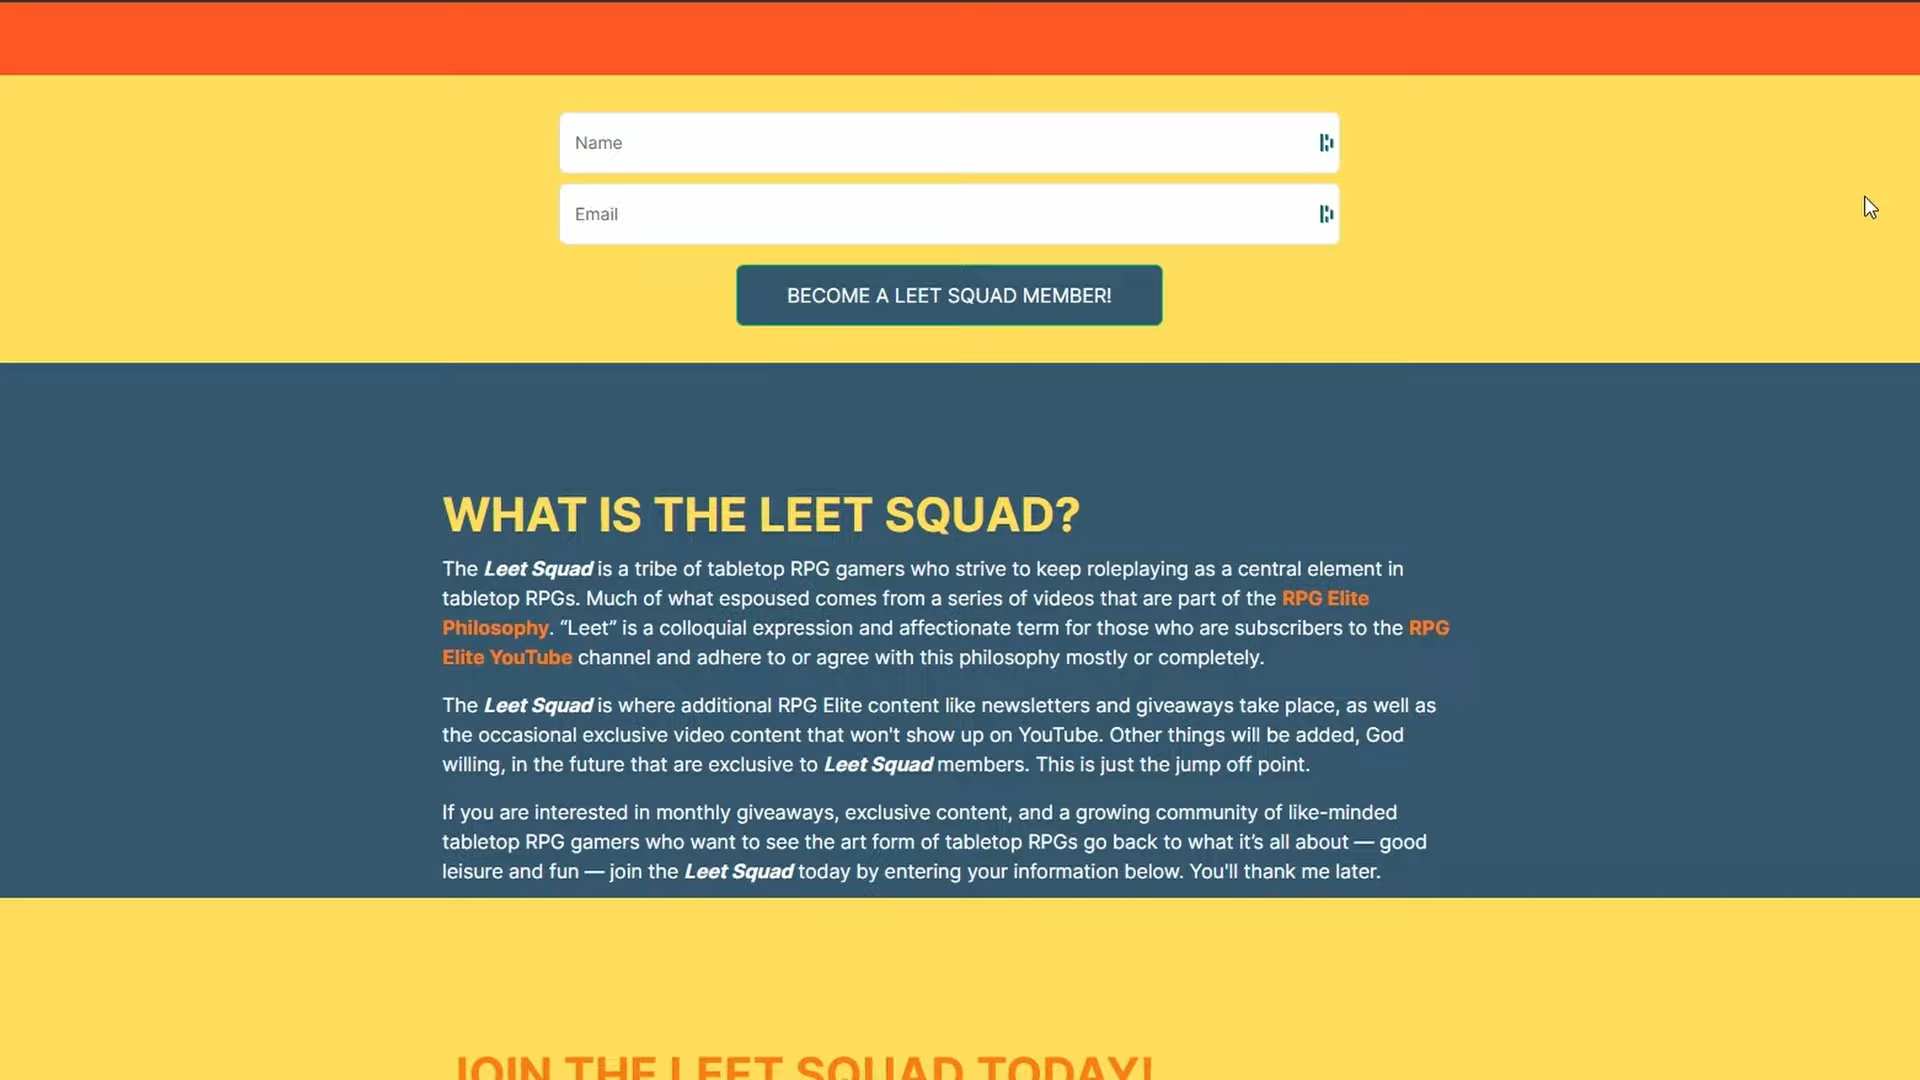 Name
Email
BECOME A LEET SQUAD MEMBER!
WHAT IS THE LEET SQUAD?
The Leet Squad is a tribe of tabletop RPG gamers who strive to keep roleplaying as a central element in
tabletop RPGs. Much of what espoused comes from a series of videos that are part of the RPG Elite
Philosophy. “Leet” is a colloquial expression and affectionate term for those who are subscribers to the RPG
Elite YouTube channel and adhere to or agree with this philosophy mostly or completely.
The Leet Squad is where additional RPG Elite content like newsletters and giveaways take place, as well as
the occasional exclusive video content that won't show up on YouTube. Other things will be added, God
willing, in the future that are exclusive to Leet Squad members. This is just the jump off point.
If you are interested in monthly giveaways, exclusive content, and a growing community of like-minded
tabletop RPG gamers who want to see the art form of tabletop RPGs go back to what it’s all about — good
leisure and fun — join the Leet Squad today by entering your information below. You'll thank me later.
JOIN THE LEET SQUAD TODAY!